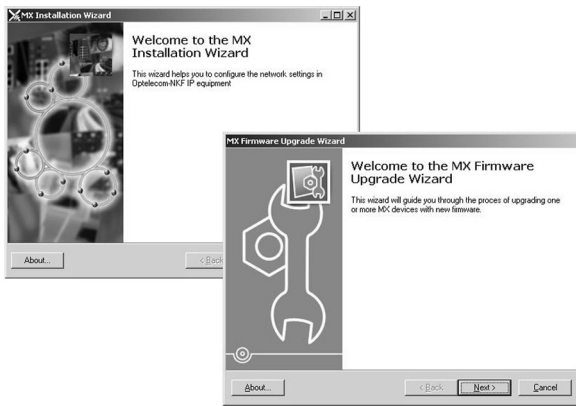 MX Installation Wizard
Welcome to the MX
Installation Wizard
This wizard helps you to configure the network settings in
Optelecom-NKF IP equipment
About...
< Back
MX Firmware Upgrade Wizard
Welcome to the MX Firmware
Upgrade Wizard
This wizard will guide you through the proces of upgrading one
or more MX devices with new firmware.
About...
< Back
Next >
Cancel